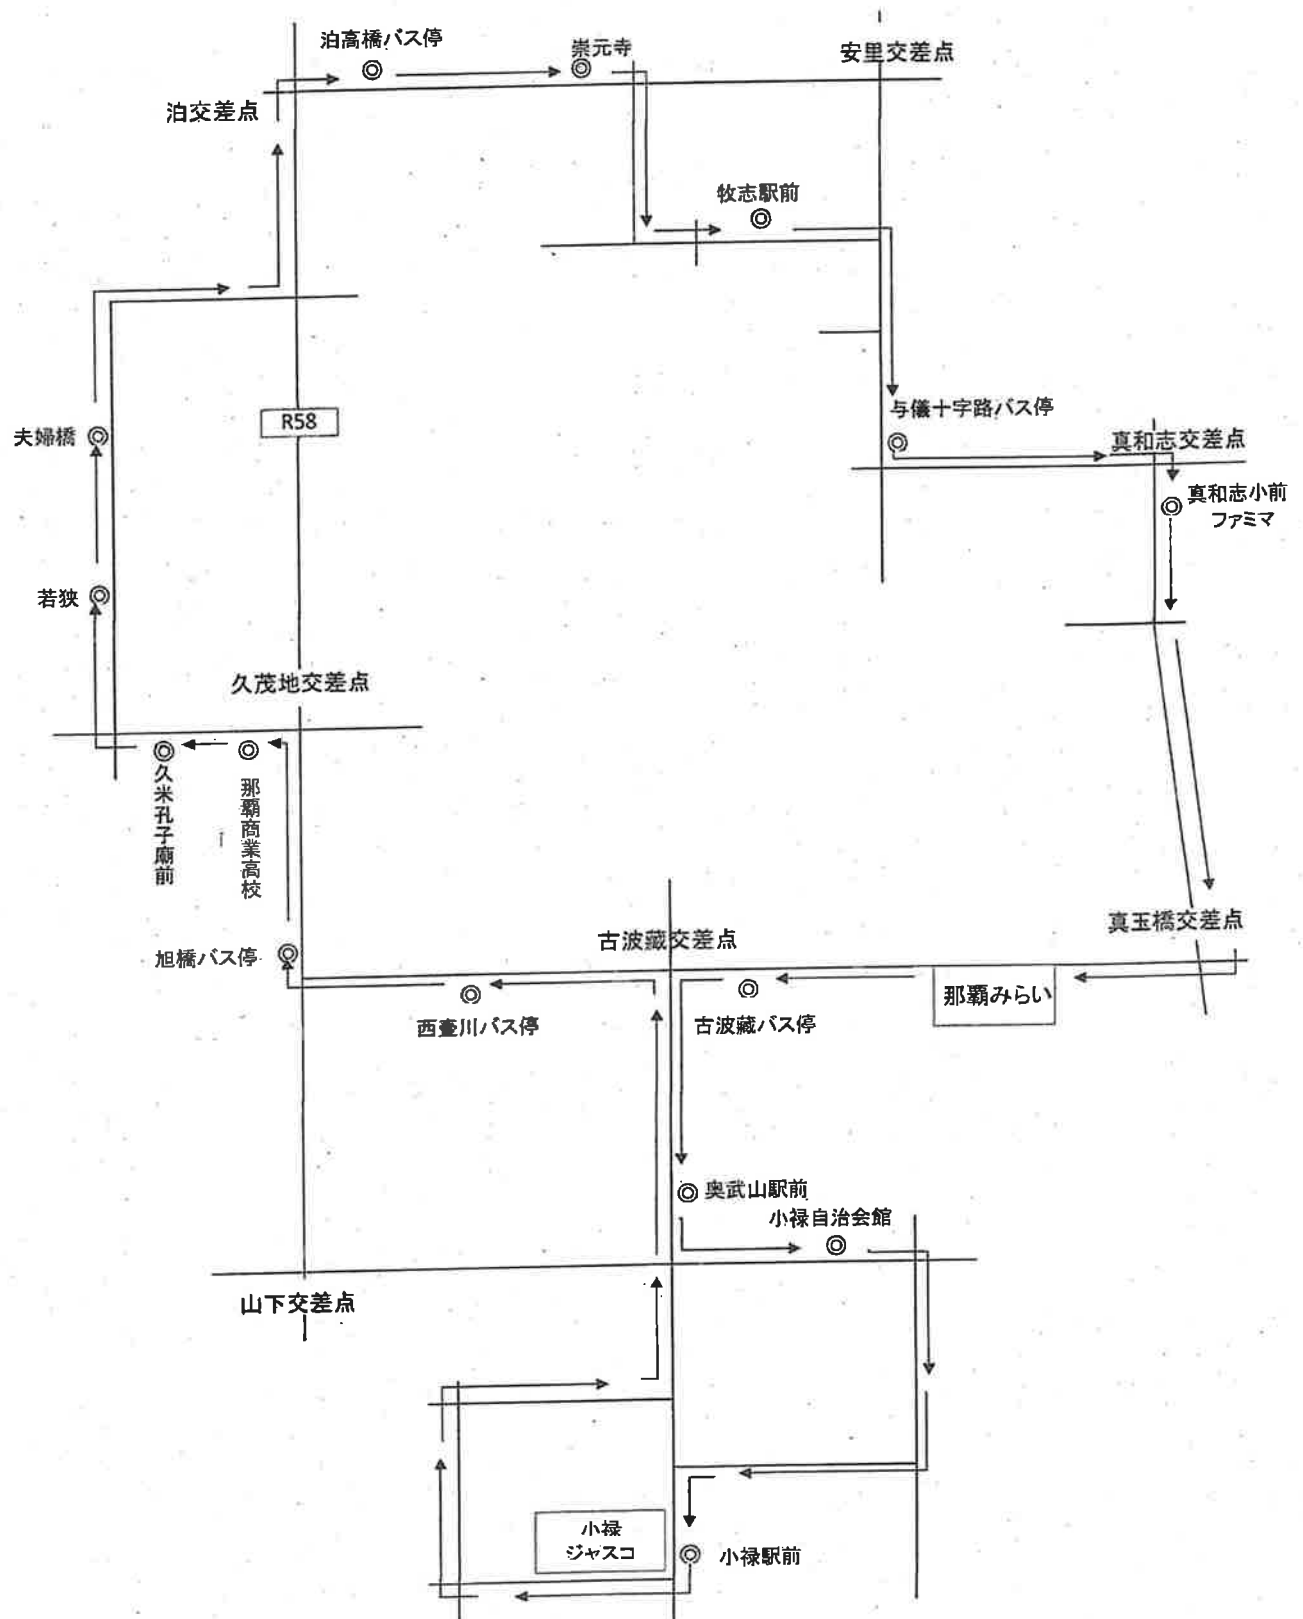 泊高橋バス停
崇元寺
安里交差点
泊交差点
牧志駅前
R58
与儀十字路バス停
夫婦橋
真和志交差点
真和志小前
ファミマ
若狭
久茂地交差点
久米孔子廟前
那覇商業高校
真玉橋交差点
古波藏交差点
旭橋バス停
那覇みらい
西壷川バス停
古波藏バス停
奥武山駅前
小禄自治会館
山下交差点
小禄
ジャスコ
小禄駅前